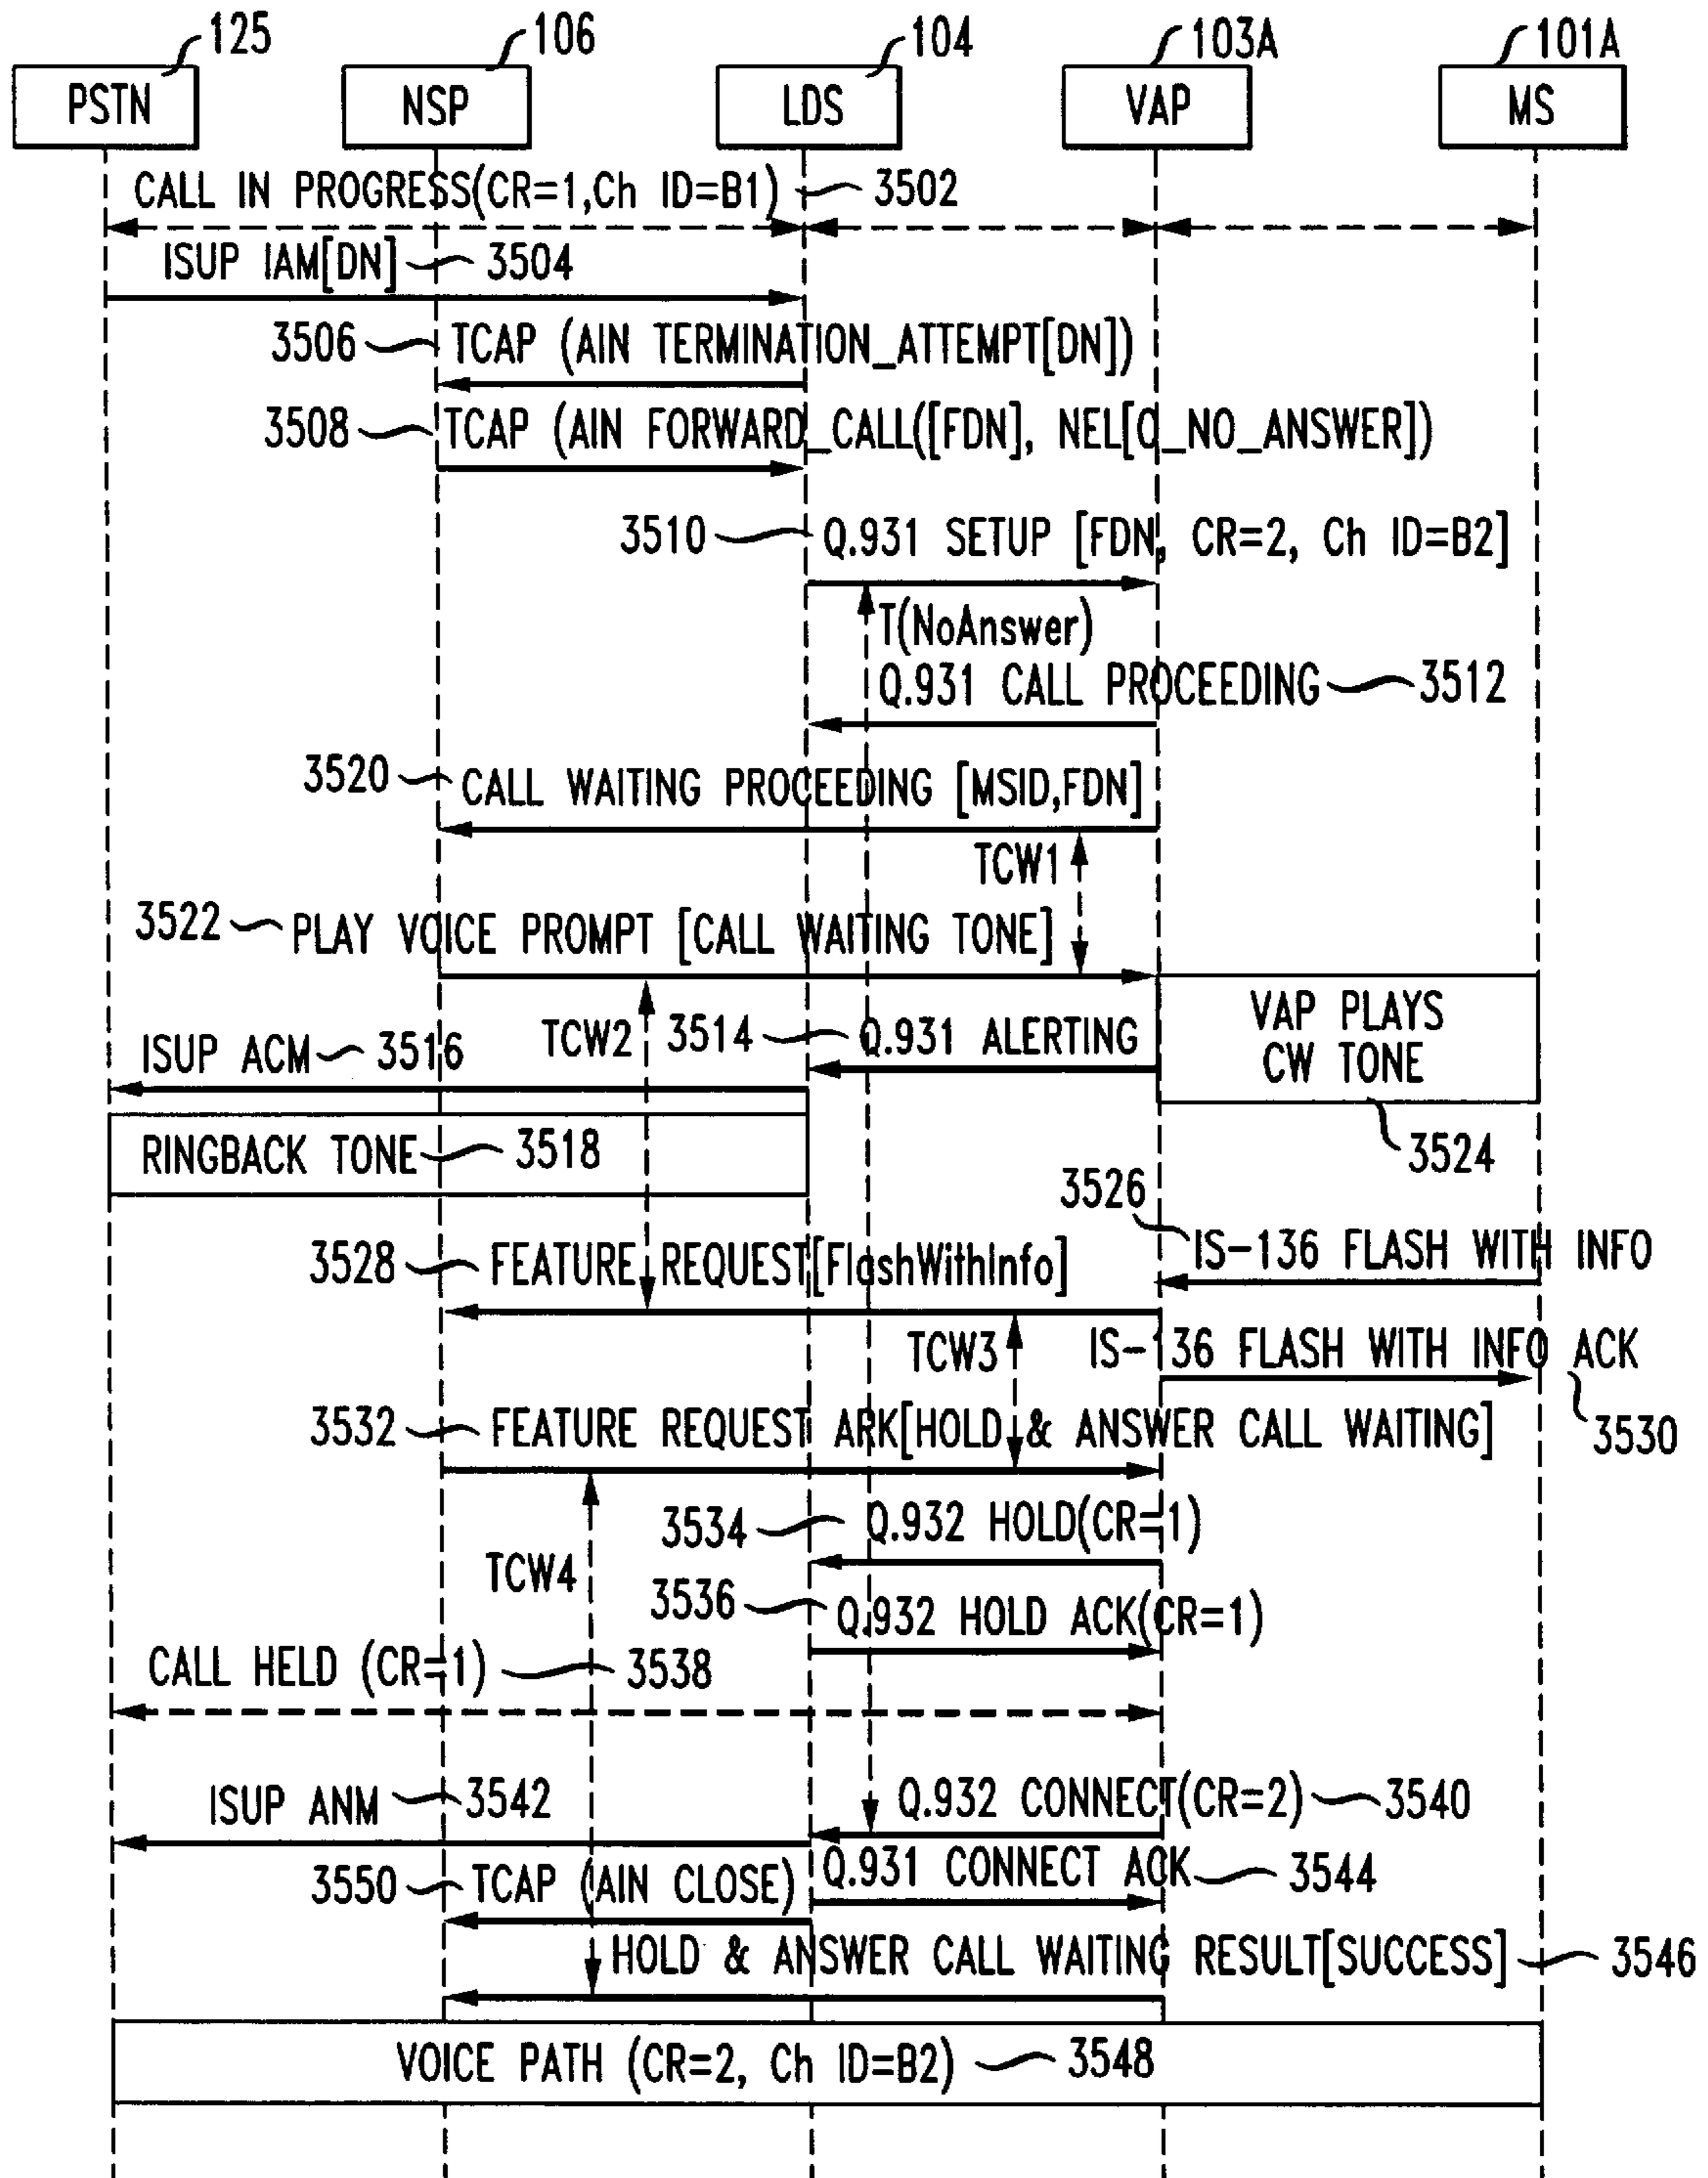 125
106
104
103A
101A
PSTN
NSP
LDS
VAP
MS
CALL IN PROGRESS(CR=1,Ch ID=B1)
3502
ISUP IAM[DN]
3504
3506
TCAP (AIN TERMINATION_ATTEMPT[DN])
3508
TCAP (AIN FORWARD_CALL([FDN], NEL[O_NO_ANSWER])
3510
Q.931 SETUP [FDN, CR=2, Ch ID=B2]
T(NoAnswer)
Q.931 CALL PROCEEDING
3512
3520
CALL WAITING PROCEEDING [MSID,FDN]
TCW1
3522
PLAY VOICE PROMPT [CALL WAITING TONE]
VAP PLAYS
CW TONE
3524
TCW2
3514
Q.931 ALERTING
ISUP ACM
3516
RINGBACK TONE
3518
3526
IS-136 FLASH WITH INFO
3528
FEATURE REQUEST[FlashWithInfo]
TCW3
IS-136 FLASH WITH INFO ACK
3530
3532
FEATURE REQUEST ARK[HOLD & ANSWER CALL WAITING]
3534
Q.932 HOLD(CR=1)
TCW4
3536
Q.932 HOLD ACK(CR=1)
CALL HELD (CR=1)
3538
ISUP ANM
3542
Q.932 CONNECT(CR=2)
3540
3550
TCAP (AIN CLOSE)
Q.931 CONNECT ACK
3544
HOLD & ANSWER CALL WAITING RESULT[SUCCESS]
3546
VOICE PATH (CR=2, Ch ID=B2)
3548